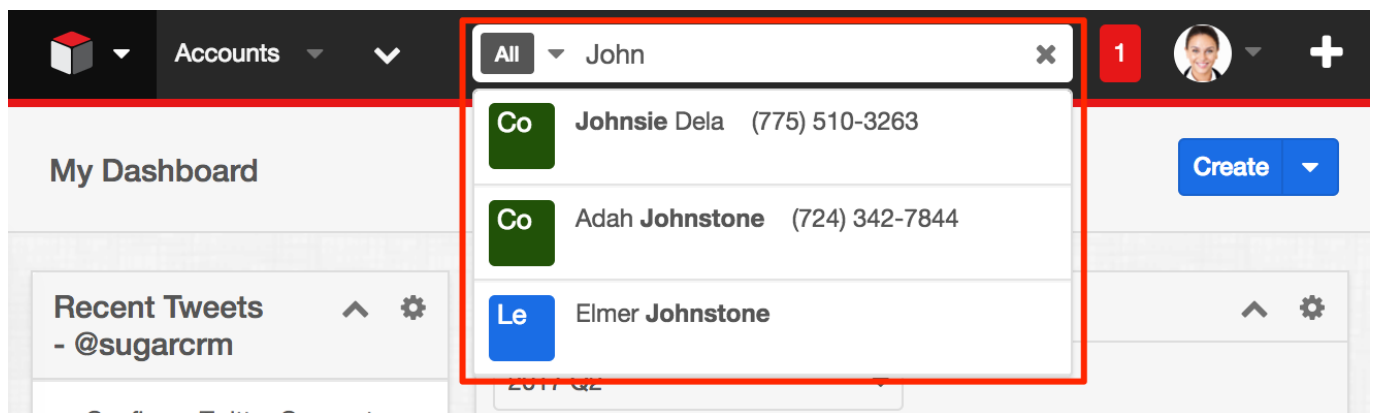 Accounts
All John
1
Co Johnsie Dela (775) 510-3263
My Dashboard
Create
Co Adah Johnstone (724) 342-7844
Recent Tweets
- @sugarcrm
Le Elmer Johnstone
2017 Q2